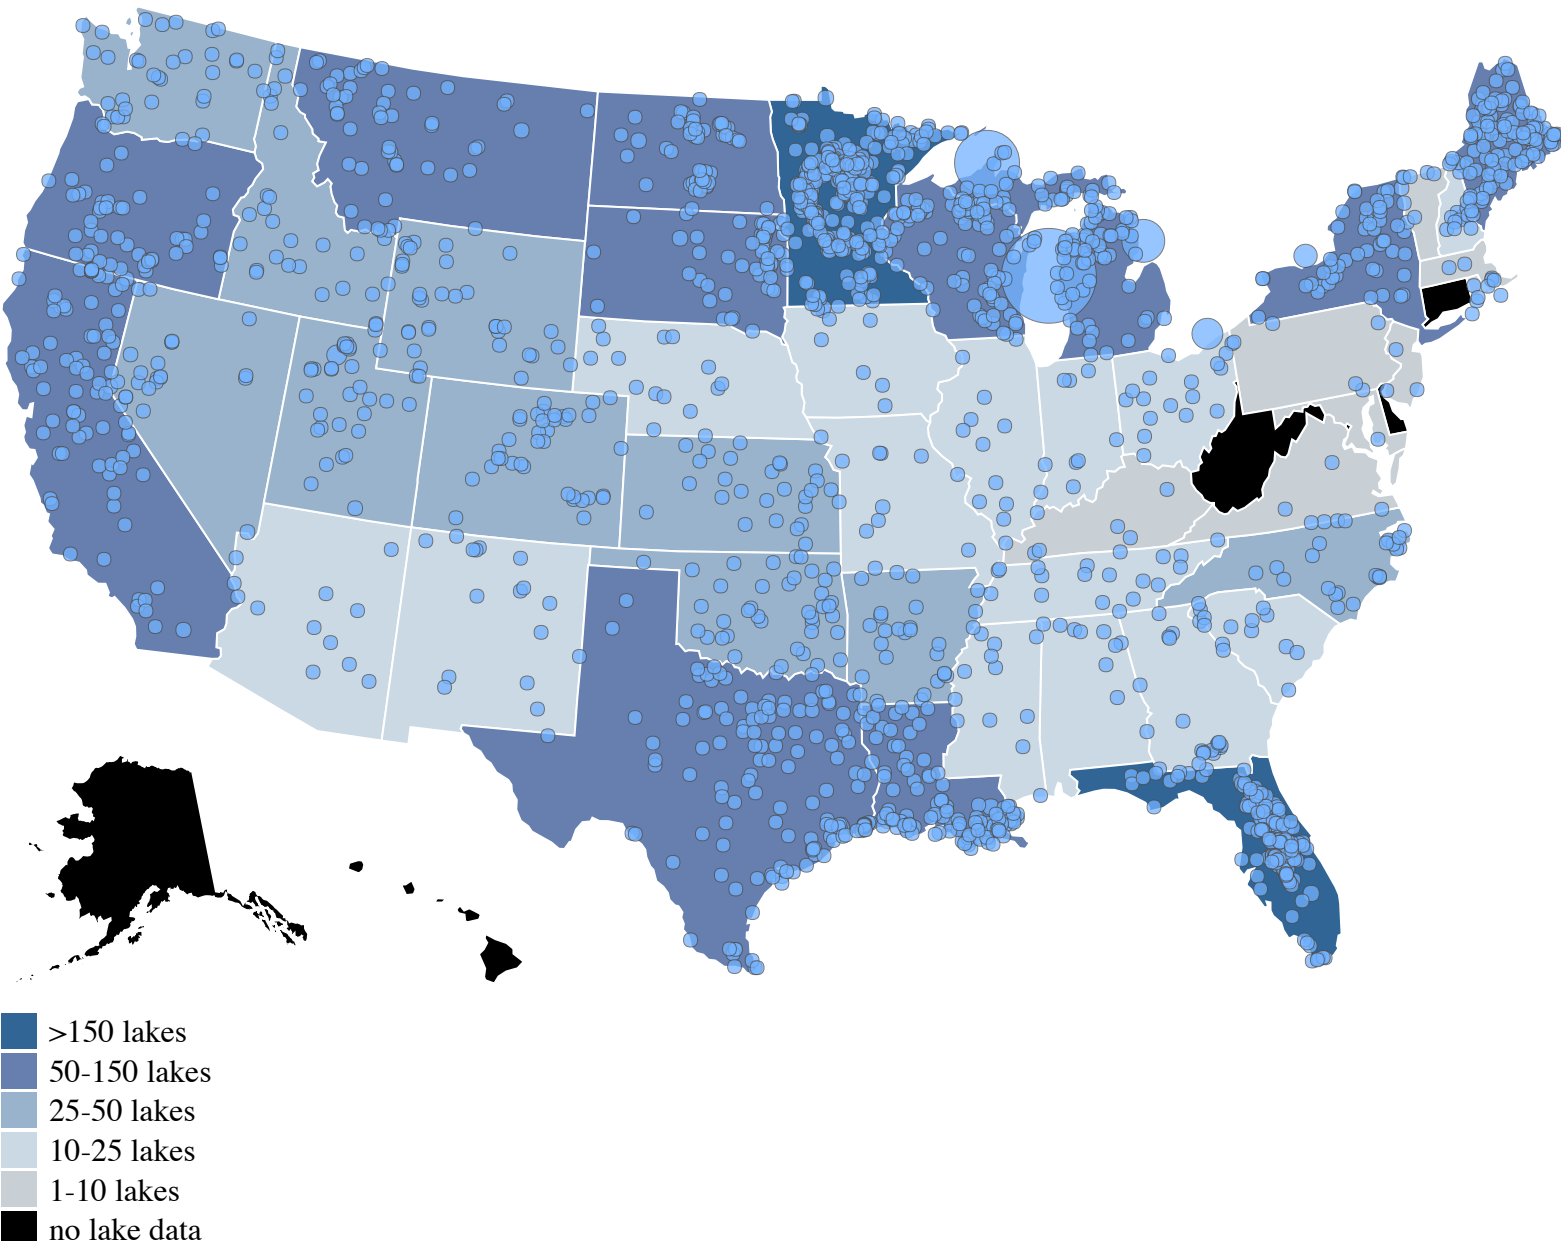 >150 lakes
50-150 lakes
25-50 lakes
10-25 lakes
1-10 lakes
no lake data